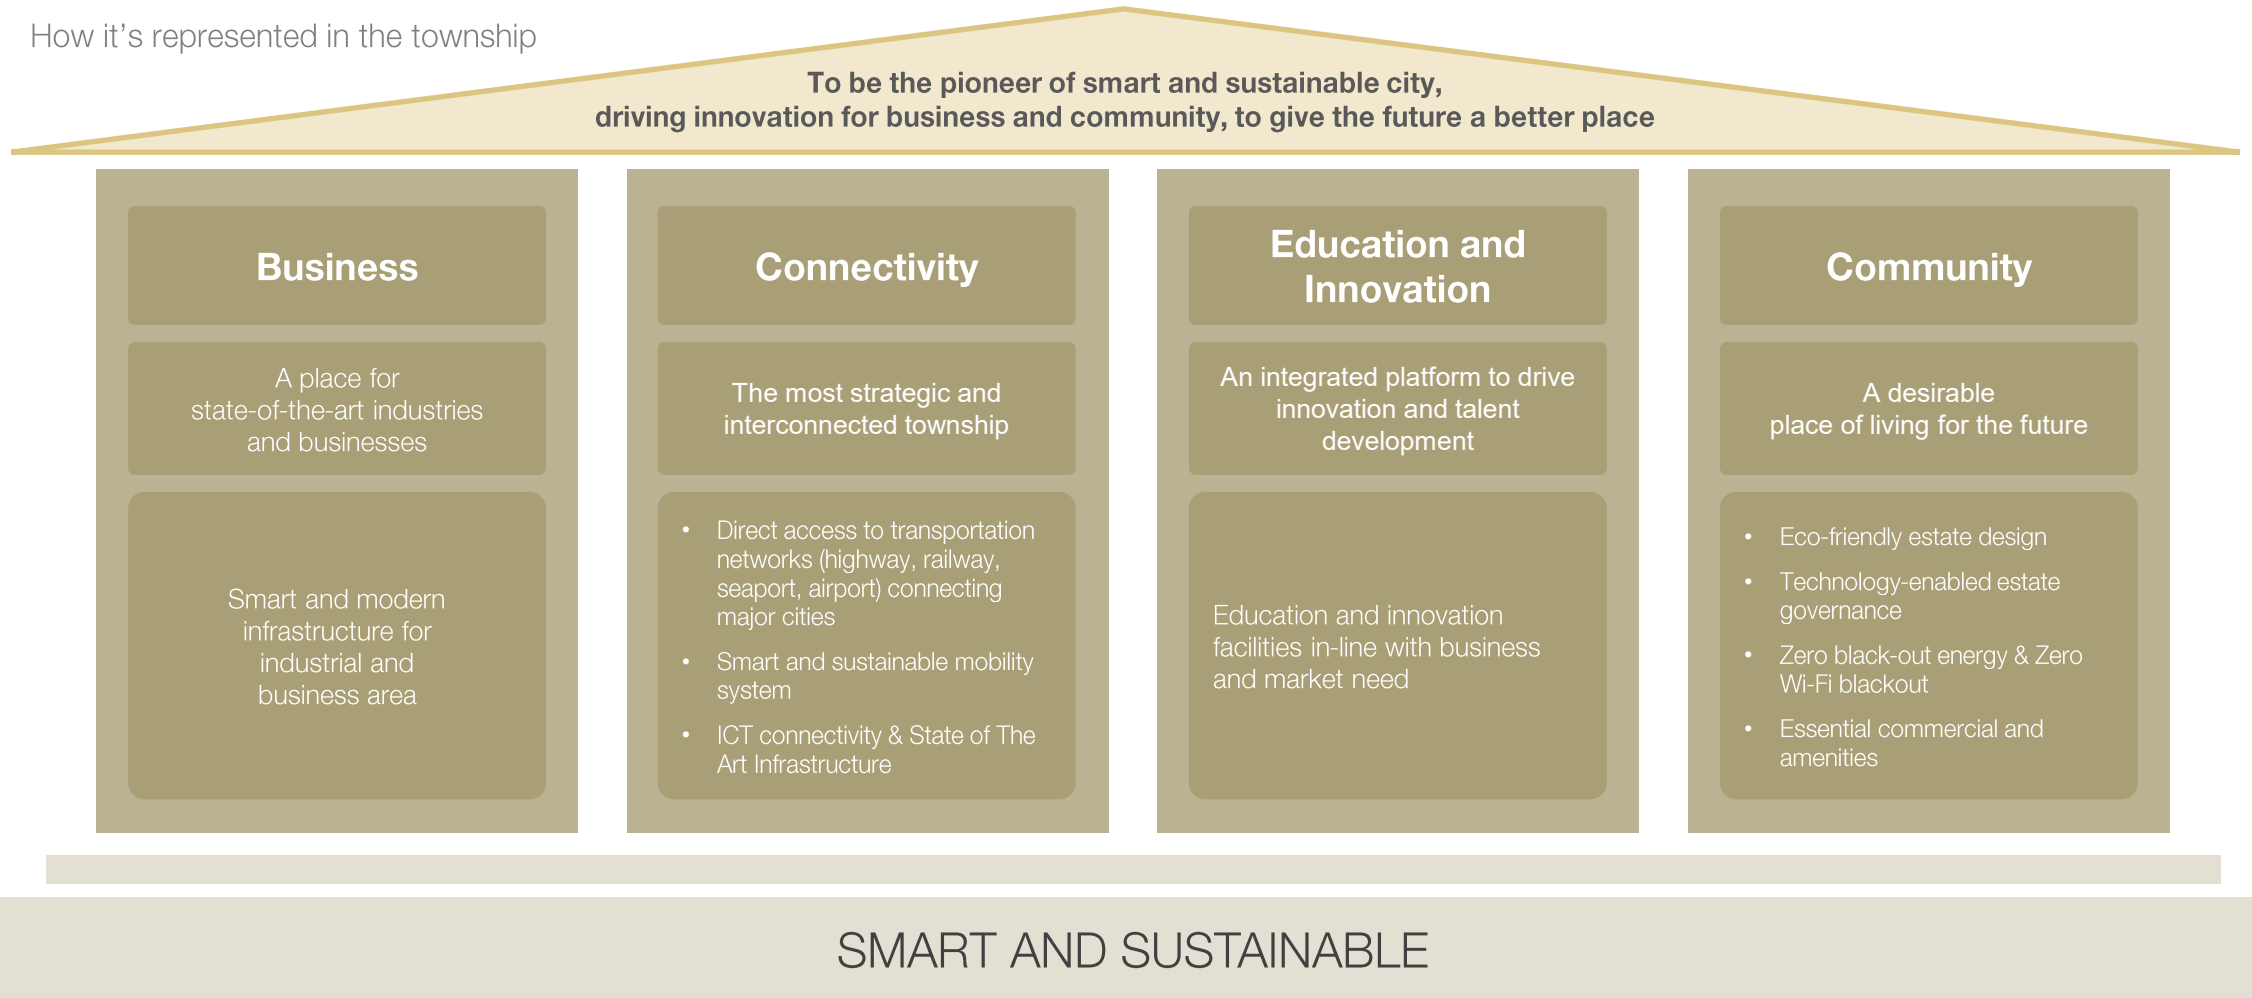 How it's represented in the township
To be the pioneer of smart and sustainable city,
driving innovation for business and community, to give the future a better place
Business
A place for
state-of-the-art industries
and businesses
Smart and modern
infrastructure for
industrial and
business area
Connectivity
The most strategic and
interconnected township
• Direct access to transportation
networks (highway, railway,
seaport, airport) connecting
major cities
• Smart and sustainable mobility
system
• ICT connectivity & State of The
Art Infrastructure
Education and
Innovation
An integrated platform to drive
innovation and talent
development
Education and innovation
facilities in-line with business
and market need
Community
A desirable
place of living for the future
• Eco-friendly estate design
• Technology-enabled estate
governance
• Zero black-out energy & Zero
Wi-Fi blackout
• Essential commercial and
amenities
SMART AND SUSTAINABLE